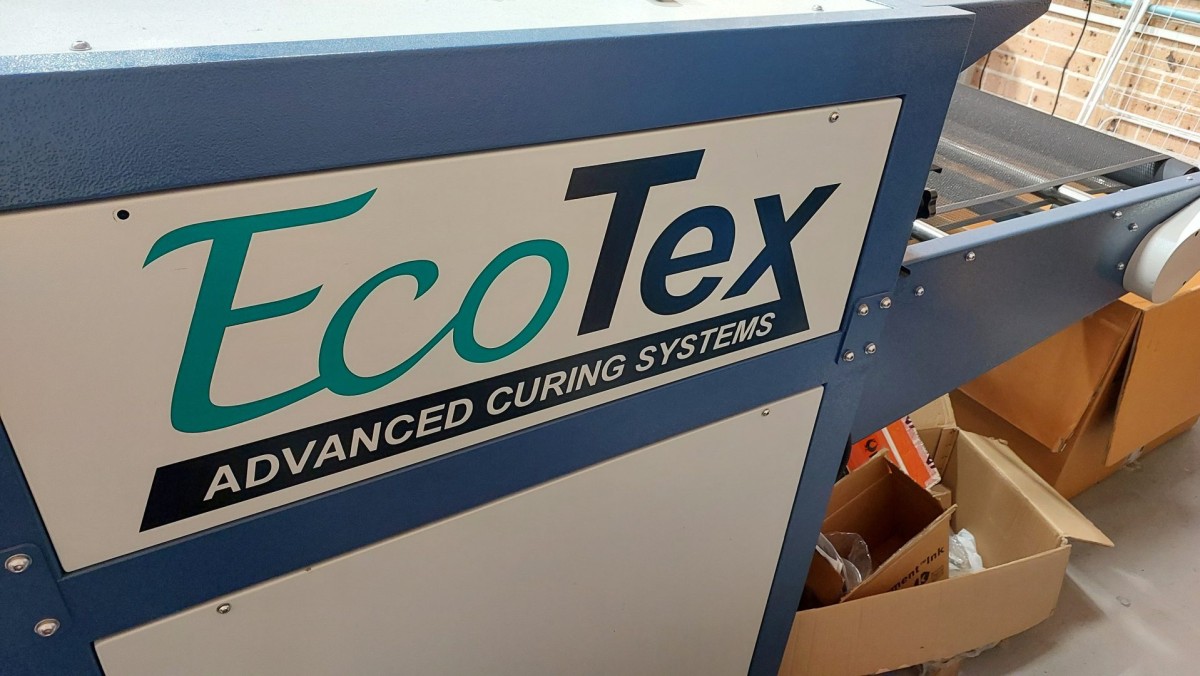 EcoTex
ADVANCED CURING SYSTEMS